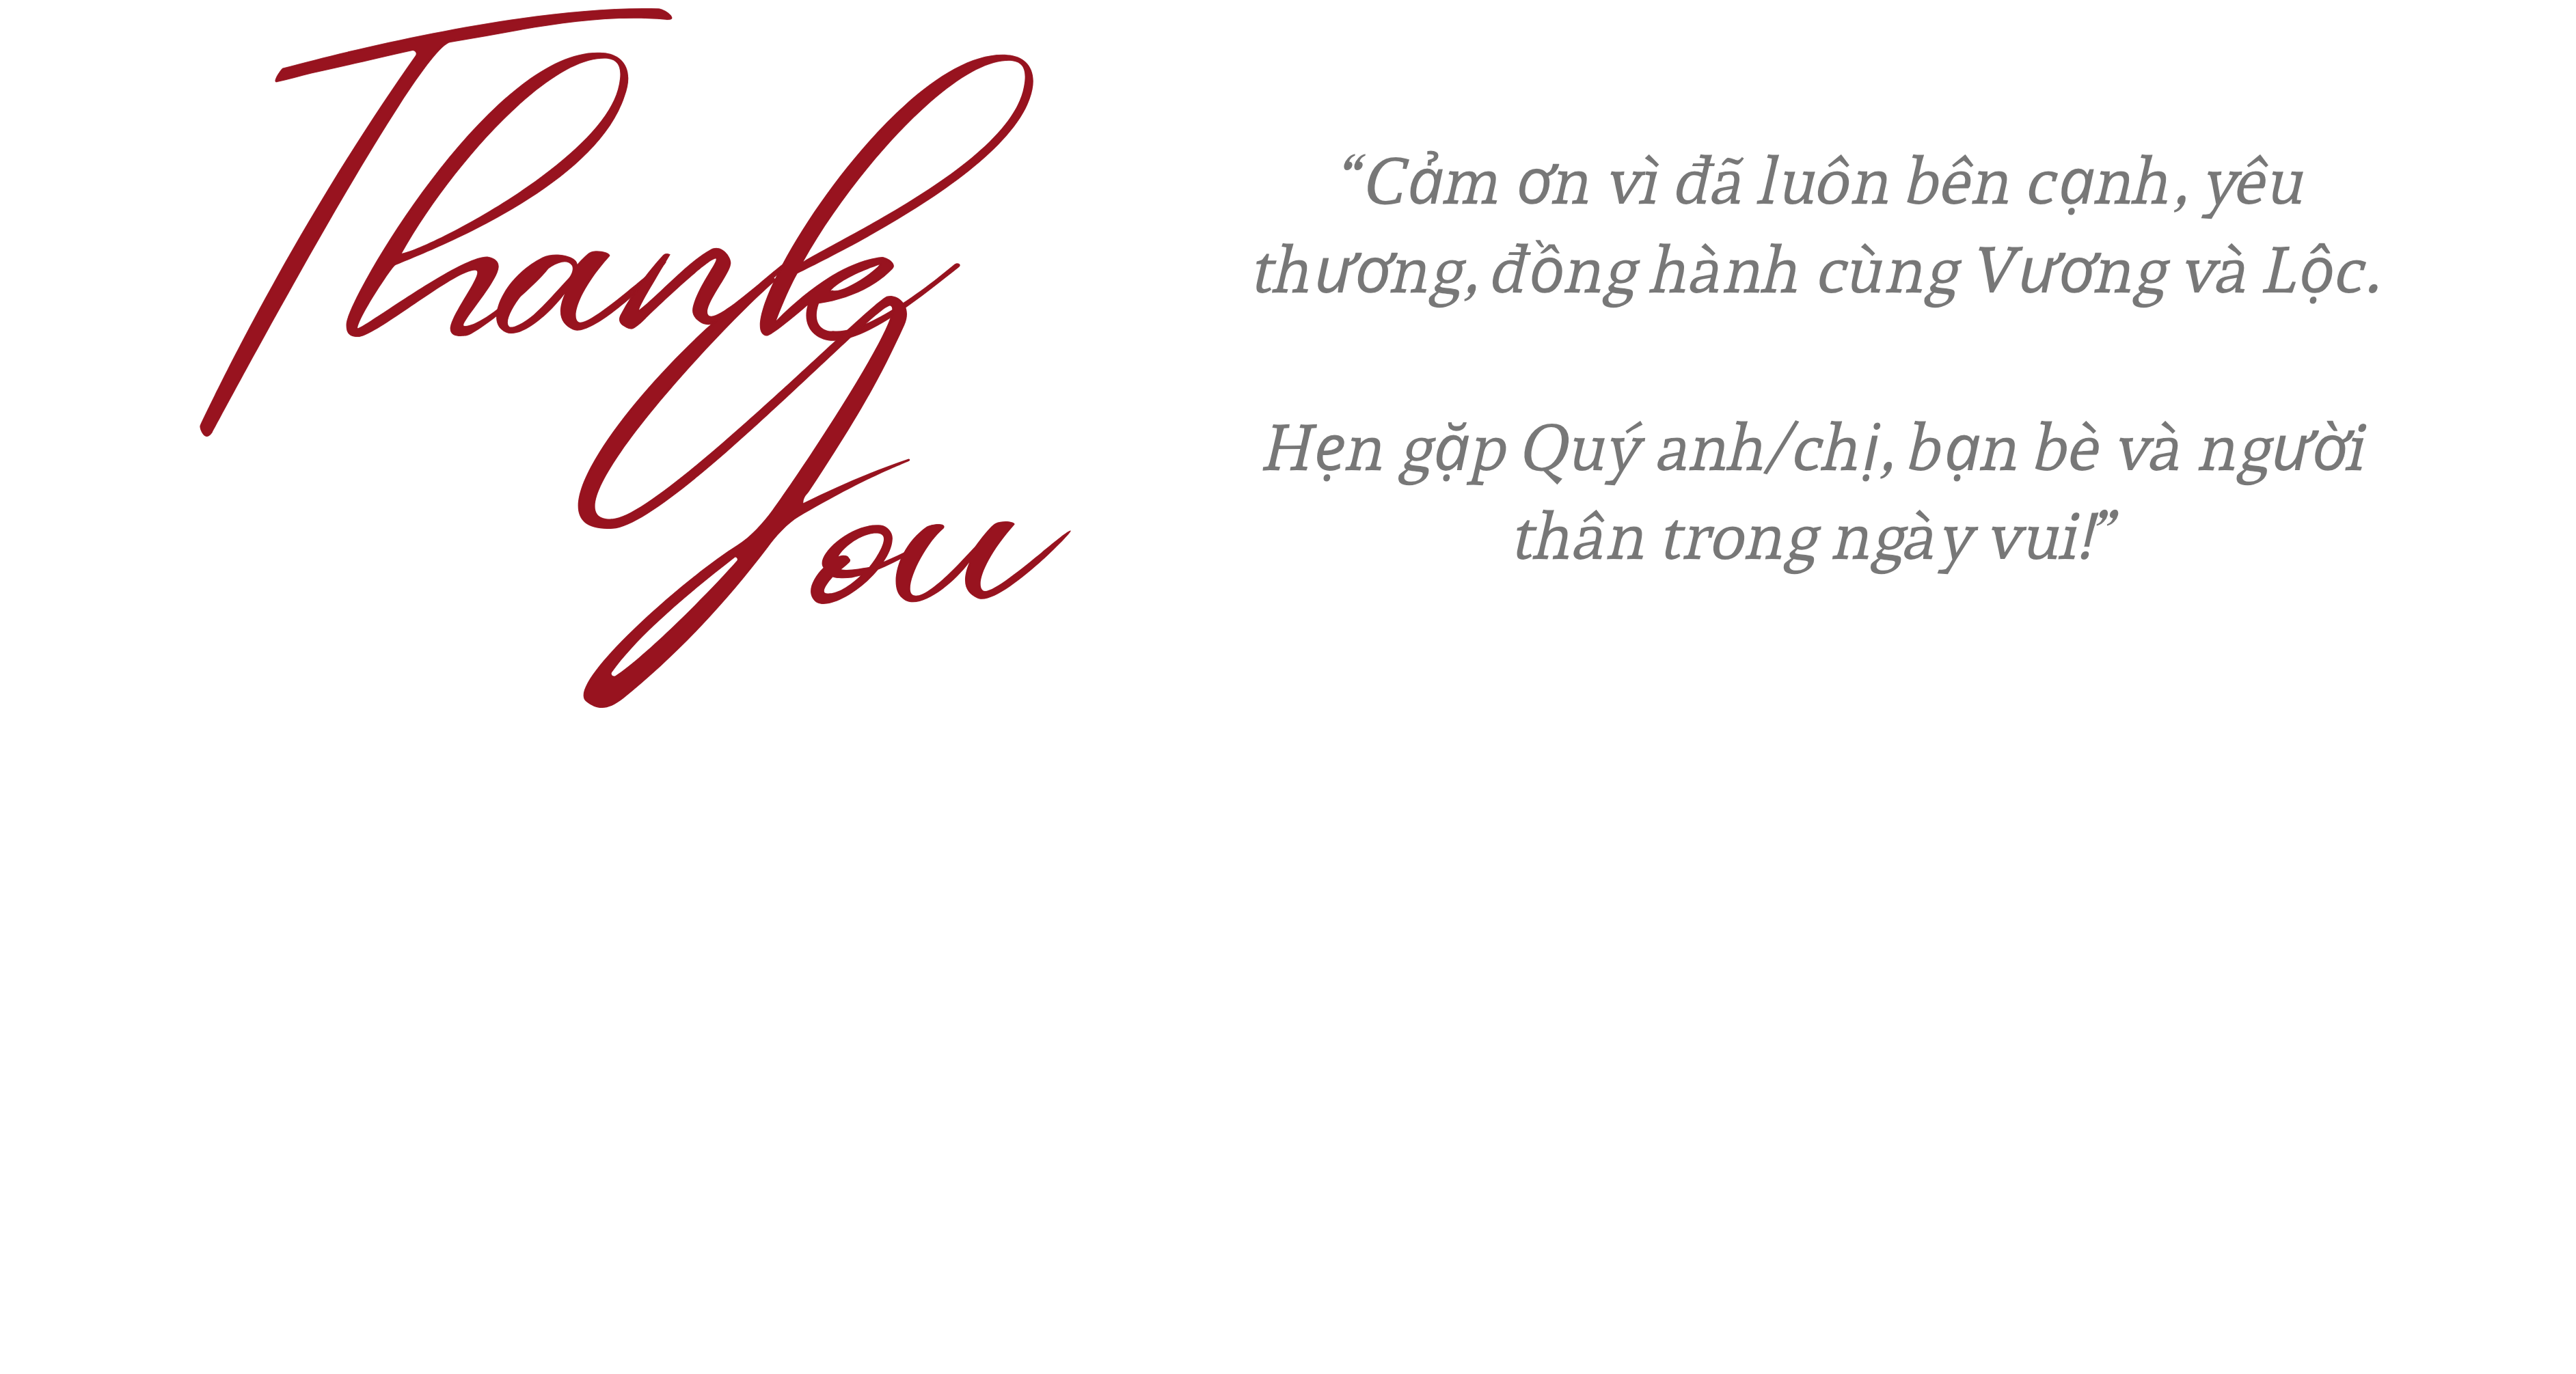 Thank
You
“Cảm ơn vì đã luôn bên cạnh, yêu
thương, đồng hành cùng Vương và Lộc.
Hẹn gặp Quý anh/chị, bạn bè và người
thân trong ngày vui!”